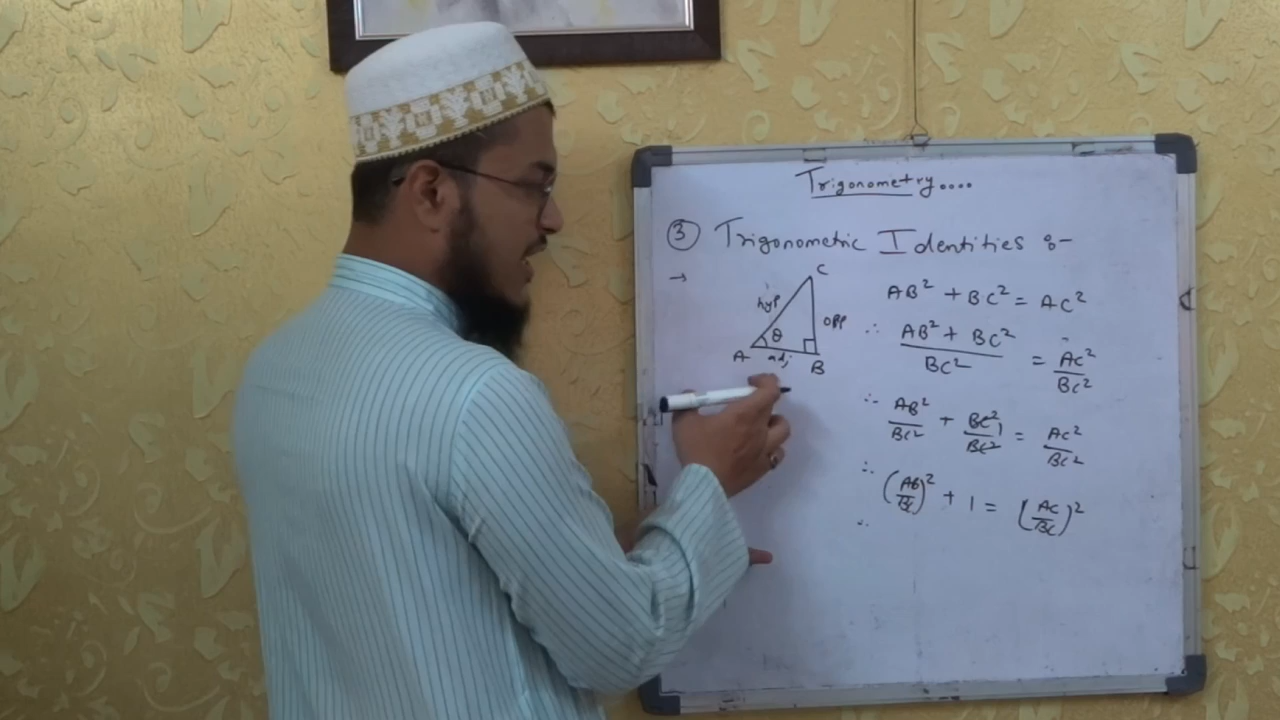 Trigonometry....
③ Trigonometric Identities :-
→
C
hyp
opp
θ
A
adj
B
AB² + BC² = AC²
∴ (AB² + BC²)/BC² = AC²/BC²
∴ AB²/BC² + BC²/BC² 1 = AC²/BC²
∴ (AB/BC)² + 1 = (AC/BC)²
∴